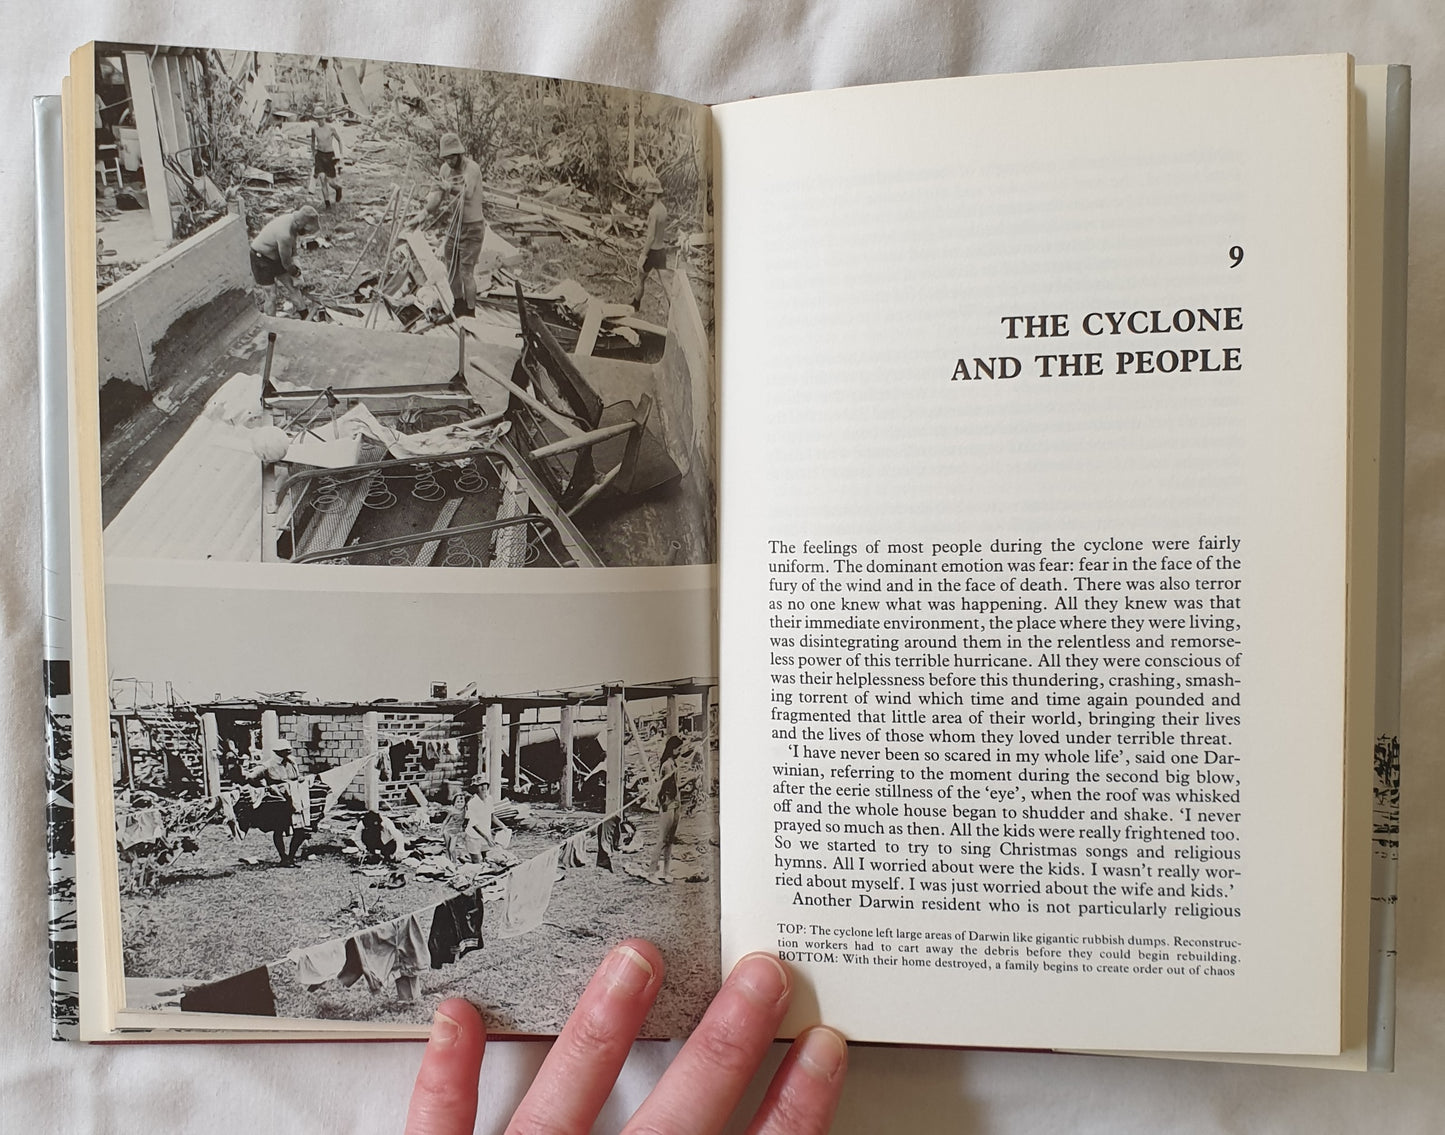 9
THE CYCLONE
AND THE PEOPLE
The feelings of most people during the cyclone were fairly
uniform. The dominant emotion was fear: fear in the face of the
fury of the wind and in the face of death. There was also terror
as no one knew what was happening. All they knew was that
their immediate environment, the place where they were living,
was disintegrating around them in the relentless and remorse-
less power of this terrible hurricane. All they were conscious of
was their helplessness before this thundering, crashing, smash-
ing torrent of wind which time and time again pounded and
fragmented that little area of their world, bringing their lives
and the lives of those whom they loved under terrible threat.
‘I have never been so scared in my whole life’, said one Dar-
winian, referring to the moment during the second big blow,
after the eerie stillness of the ‘eye’, when the roof was whisked
off and the whole house began to shudder and shake. ‘I never
prayed so much as then. All the kids were really frightened too.
So we started to try to sing Christmas songs and religious
hymns. All I worried about were the kids. I wasn’t really wor-
ried about myself. I was just worried about the wife and kids.’
Another Darwin resident who is not particularly religious
TOP: The cyclone left large areas of Darwin like gigantic rubbish dumps. Reconstruc-
tion workers had to cart away the debris before they could begin rebuilding.
BOTTOM: With their home destroyed, a family begins to create order out of chaos